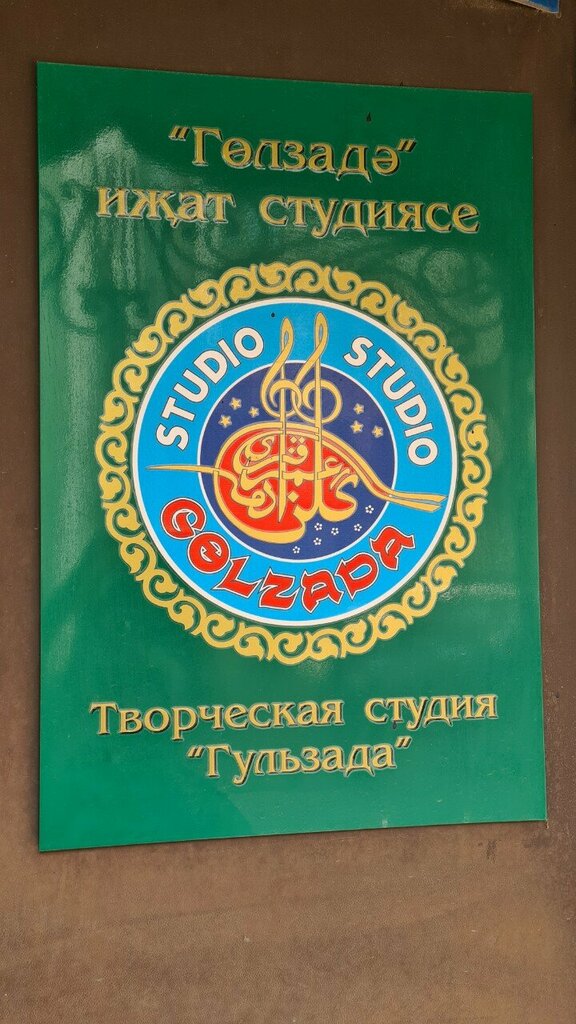 "Гөлзадә"
иҗат студиясе
STUDIO STUDIO
GӨLZADA
Творческая студия
"Гульзада"